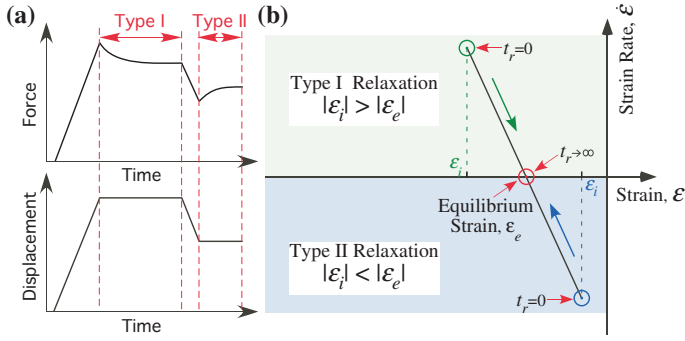 (a)
Type I
Type II
Force
Time
Displacement
Time
(b)
Strain Rate, ε̇
t_r=0
Type I Relaxation
|ε_i| > |ε_e|
ε_i
t_r→∞
ε_i
Strain, ε
Equilibrium
Strain, ε_e
Type II Relaxation
|ε_i| < |ε_e|
t_r=0